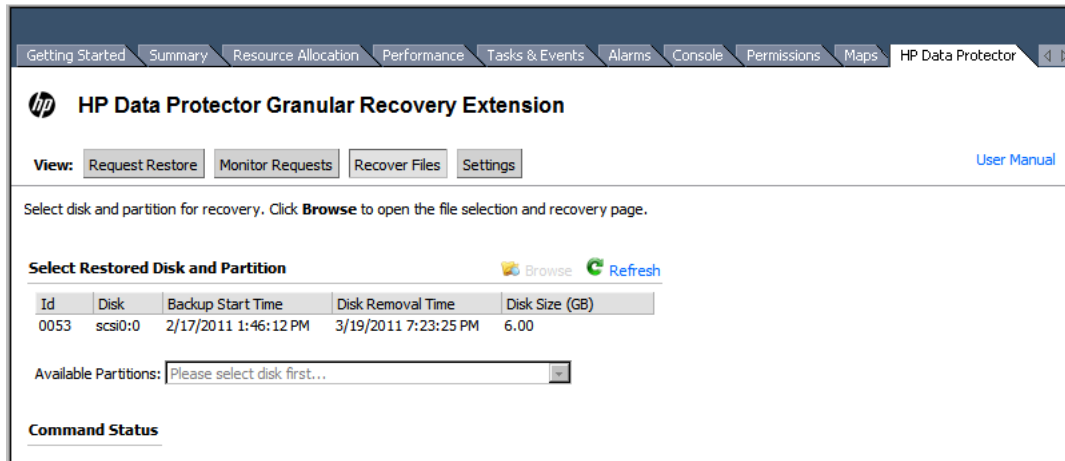 Getting Started Summary Resource Allocation Performance Tasks & Events Alarms Console Permissions Maps HP Data Protector
hp HP Data Protector Granular Recovery Extension
View: Request Restore Monitor Requests Recover Files Settings User Manual
Select disk and partition for recovery. Click Browse to open the file selection and recovery page.
Select Restored Disk and Partition Browse Refresh
Id Disk Backup Start Time Disk Removal Time Disk Size (GB)
0053 scsi0:0 2/17/2011 1:46:12 PM 3/19/2011 7:23:25 PM 6.00
Available Partitions: Please select disk first...
Command Status